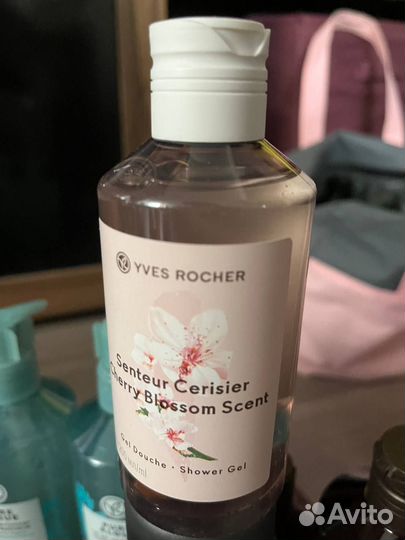 YVES ROCHER
Senteur Cerisier
Cherry Blossom Scent
Gel Douche • Shower Gel
Avito